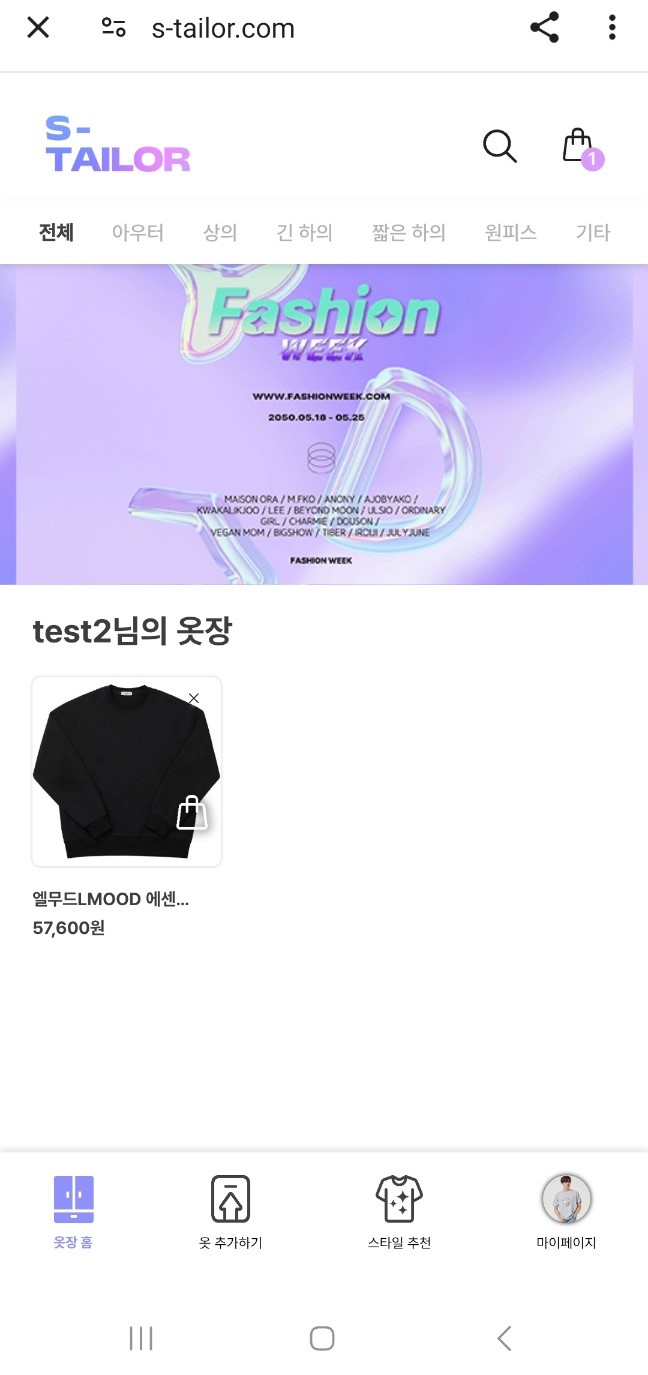 s-tailor.com
S-
TAILOR
1
전체 아우터 상의 긴 하의 짧은 하의 원피스 기타
Fashion
WEEK
WWW.FASHIONWEEK.COM
2050.05.18 - 05.25
MAISON ORA / M.FKO / ANONY / AJOBYAKO /
KWAKALIKJOO / LEE / BEYOND MOON / ULSIO / ORDINARY
GIRL / CHARMIE / DOUSON /
VEGAN MOM / BIGSHOW / TIBER / IROUI / JULYJUNE
FASHION WEEK
test2님의 옷장
엘무드LMOOD 에센...
57,600원
옷장 홈 옷 추가하기 스타일 추천 마이페이지